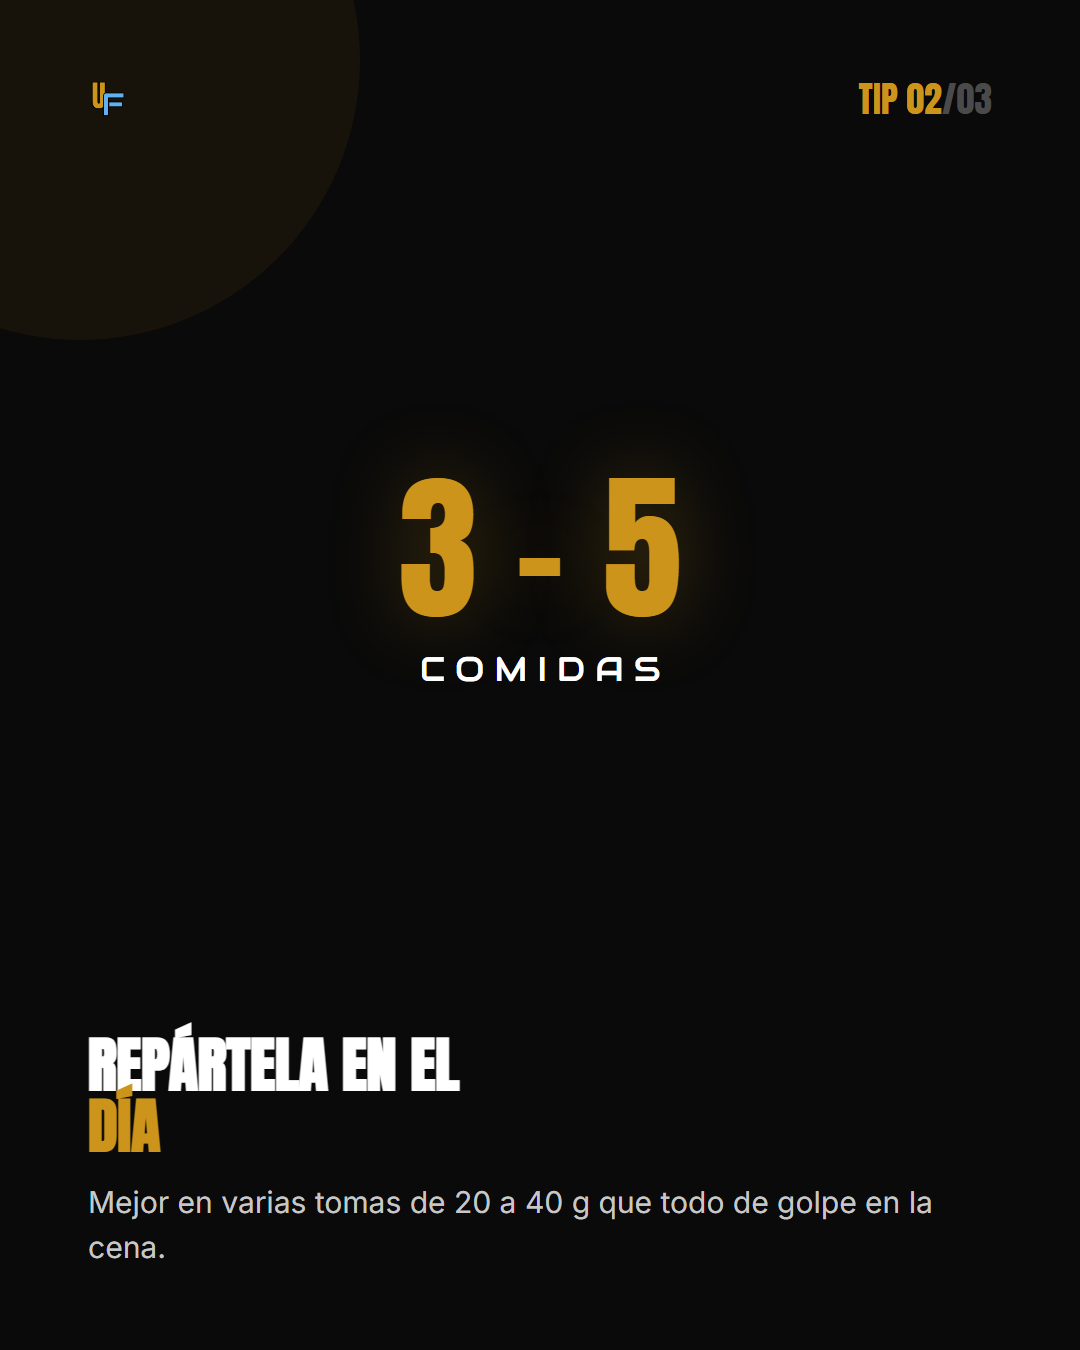 UF
TIP 02/03
3 - 5
COMIDAS
REPÁRTELA EN EL
DÍA
Mejor en varias tomas de 20 a 40 g que todo de golpe en la
cena.